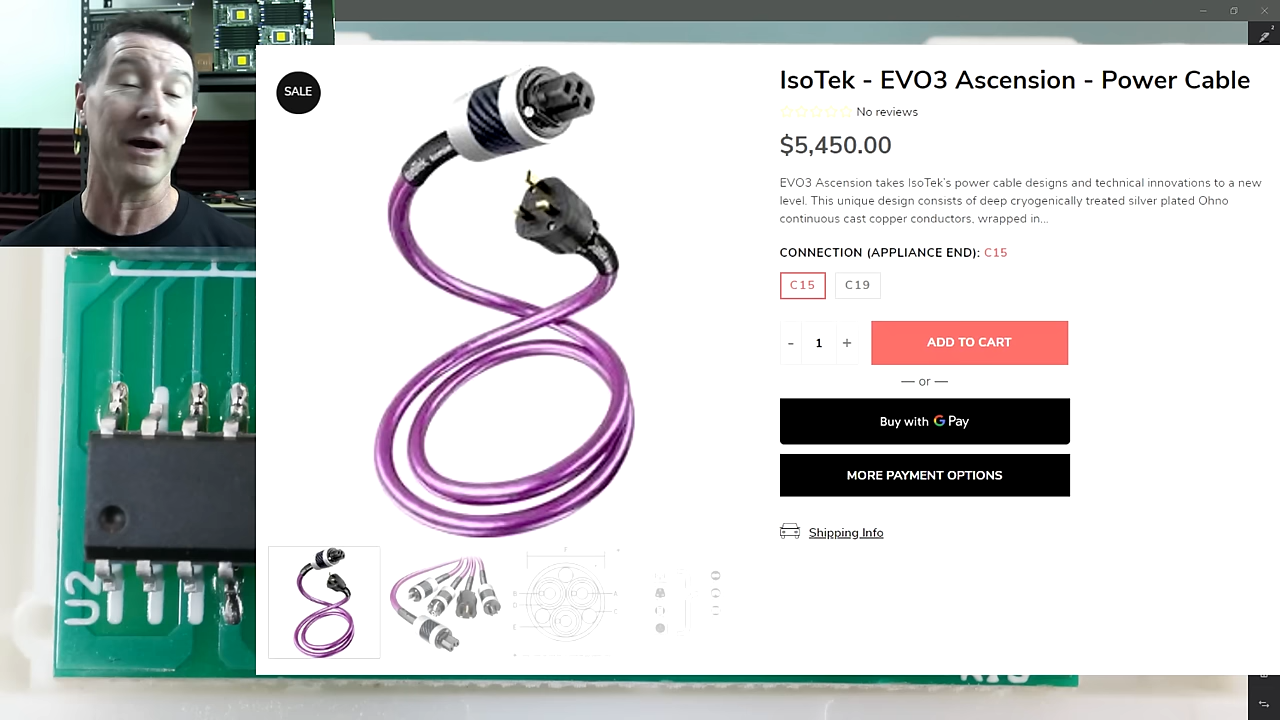 SALE
IsoTek - EVO3 Ascension - Power Cable
No reviews
$5,450.00
EVO3 Ascension takes IsoTek's power cable designs and technical innovations to a new
level. This unique design consists of deep cryogenically treated silver plated Ohno
continuous cast copper conductors, wrapped in...
CONNECTION (APPLIANCE END): C15
C15 C19
- 1 +
ADD TO CART
— or —
Buy with G Pay
MORE PAYMENT OPTIONS
Shipping Info
U2